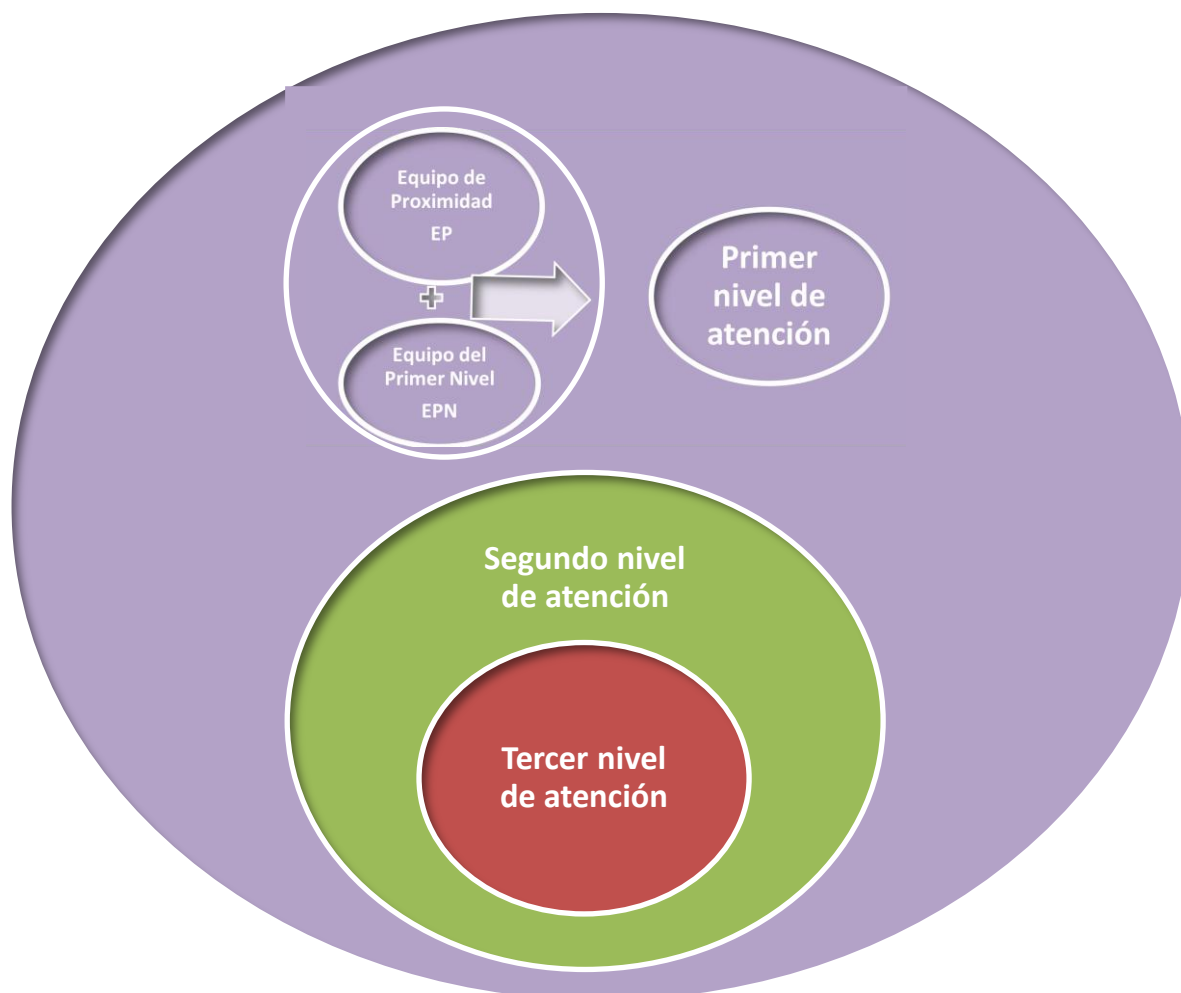 Equipo de
Proximidad
EP
+
Equipo del
Primer Nivel
EPN
Primer
nivel de
atención
Segundo nivel
de atención
Tercer nivel
de atención